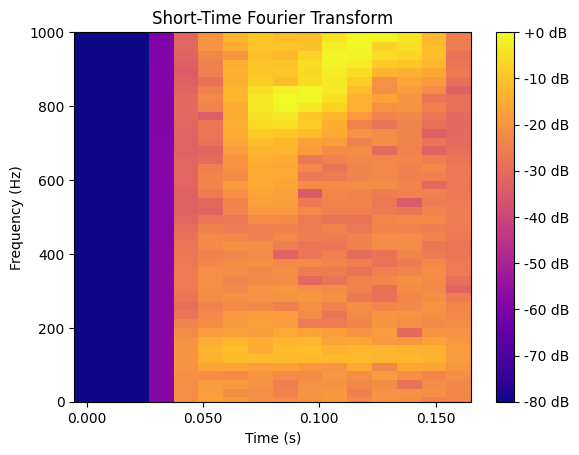 Short-Time Fourier Transform
1000
800
600
400
200
0
Frequency (Hz)
0.000
0.050
0.100
0.150
Time (s)
+0 dB
-10 dB
-20 dB
-30 dB
-40 dB
-50 dB
-60 dB
-70 dB
-80 dB